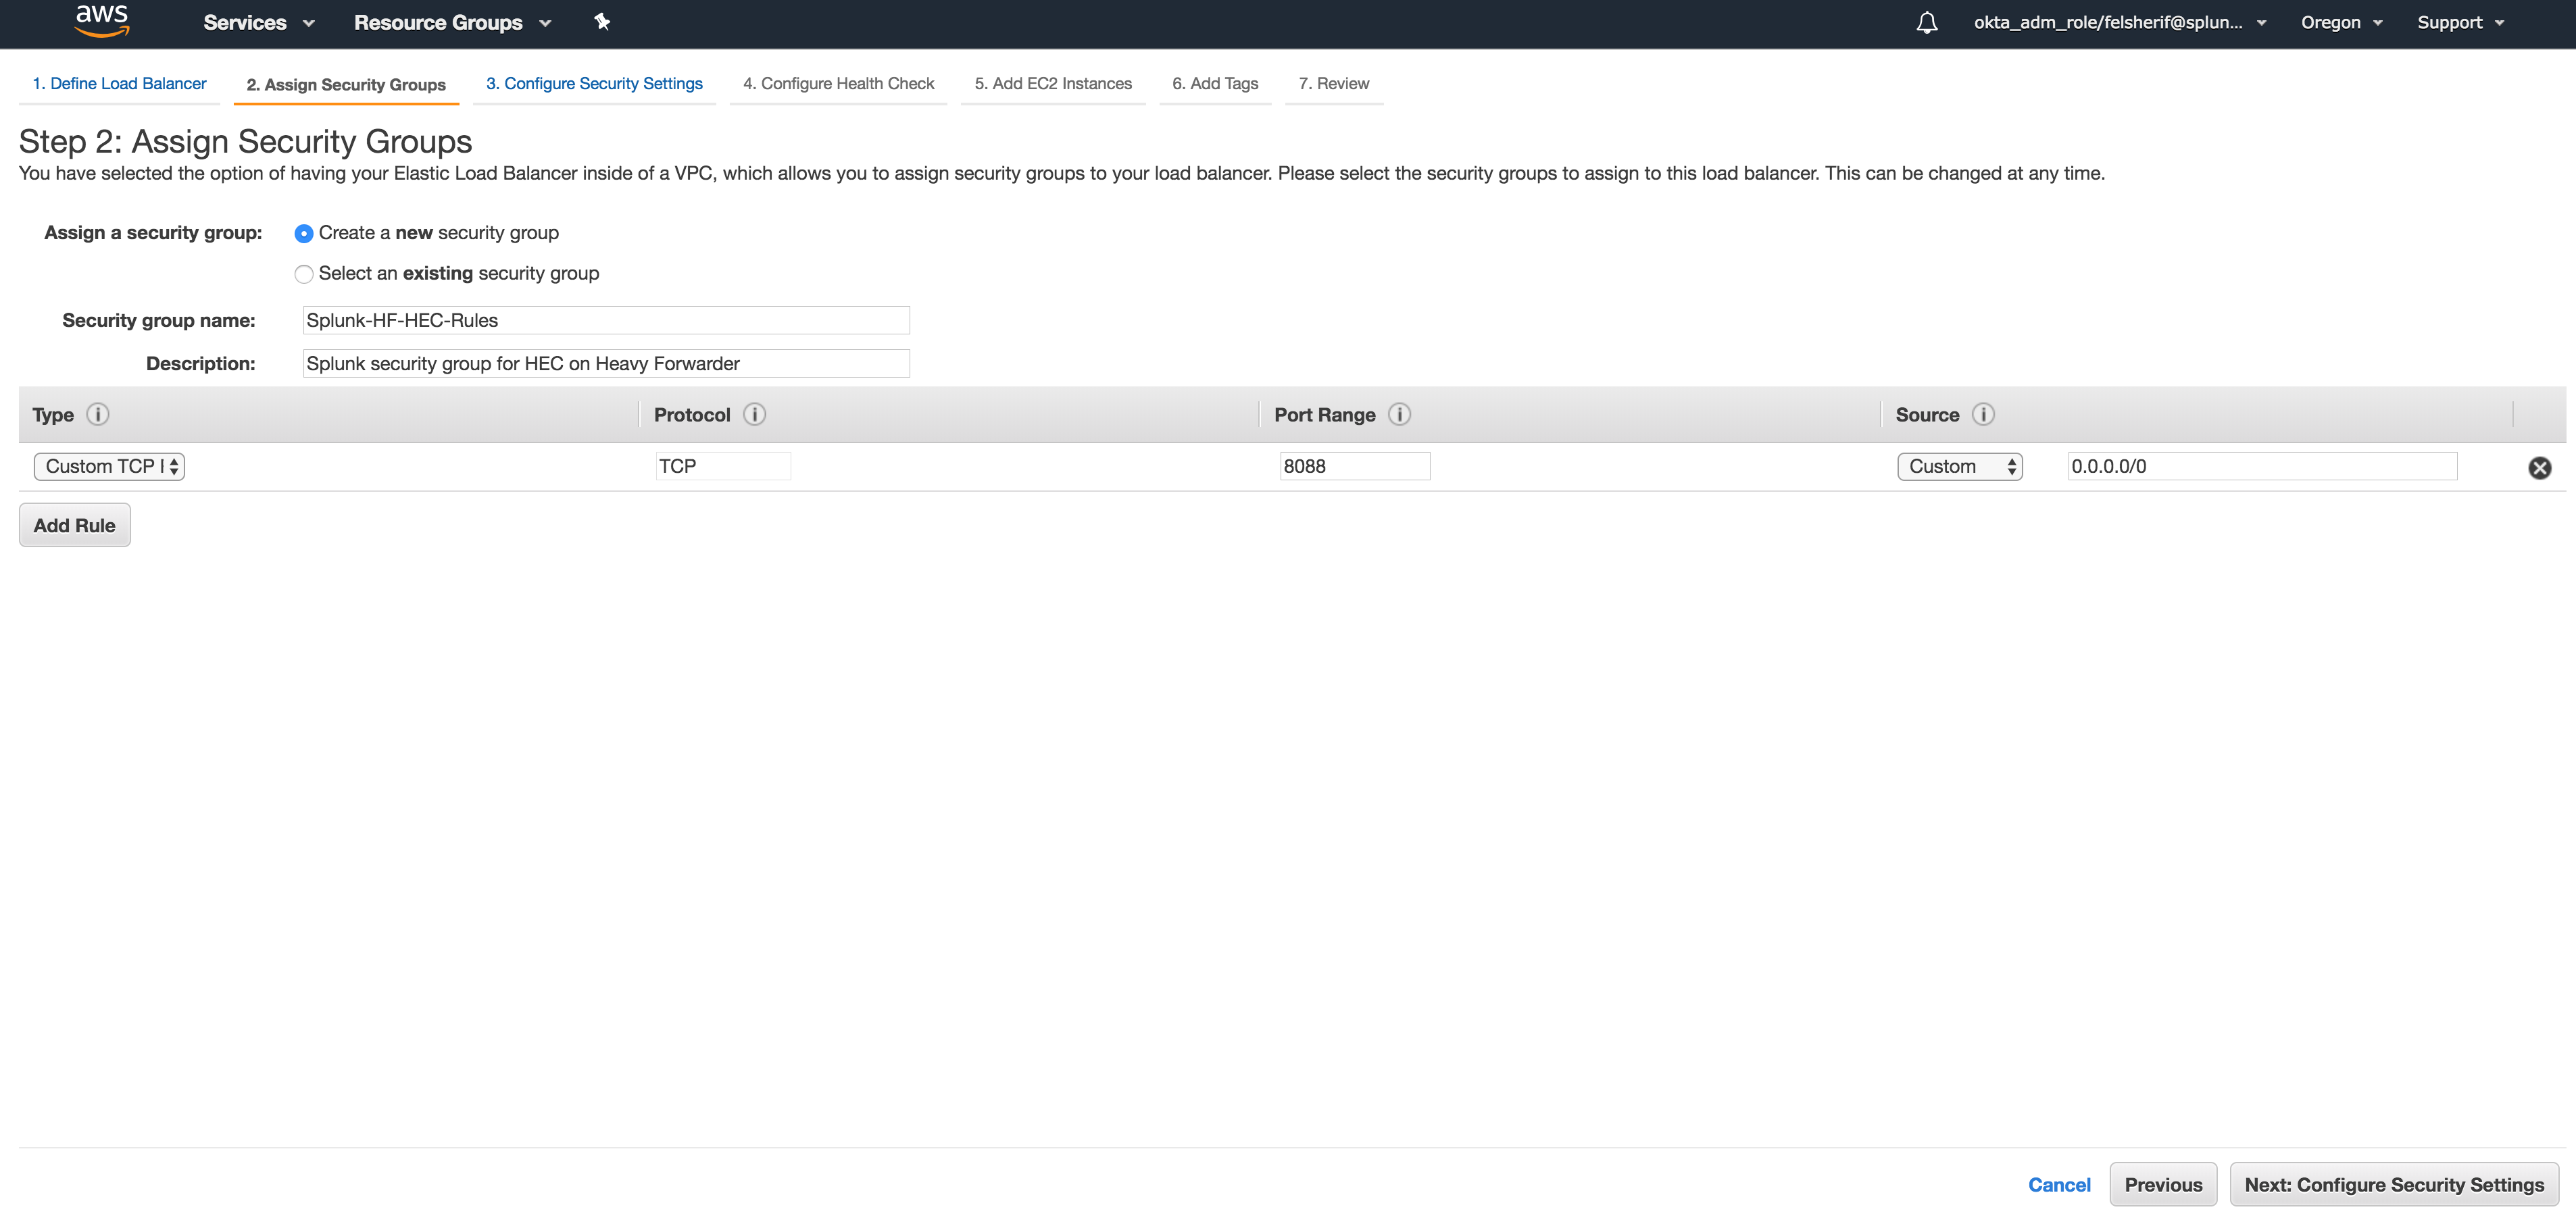 aws Services Resource Groups okta_adm_role/felsherif@splun... Oregon Support
1. Define Load Balancer 2. Assign Security Groups 3. Configure Security Settings 4. Configure Health Check 5. Add EC2 Instances 6. Add Tags 7. Review
Step 2: Assign Security Groups
You have selected the option of having your Elastic Load Balancer inside of a VPC, which allows you to assign security groups to your load balancer. Please select the security groups to assign to this load balancer. This can be changed at any time.
Assign a security group: Create a new security group
Select an existing security group
Security group name: Splunk-HF-HEC-Rules
Description: Splunk security group for HEC on Heavy Forwarder
Type i Protocol i Port Range i Source i
Custom TCP TCP 8088 Custom 0.0.0.0/0
Add Rule
Cancel Previous Next: Configure Security Settings